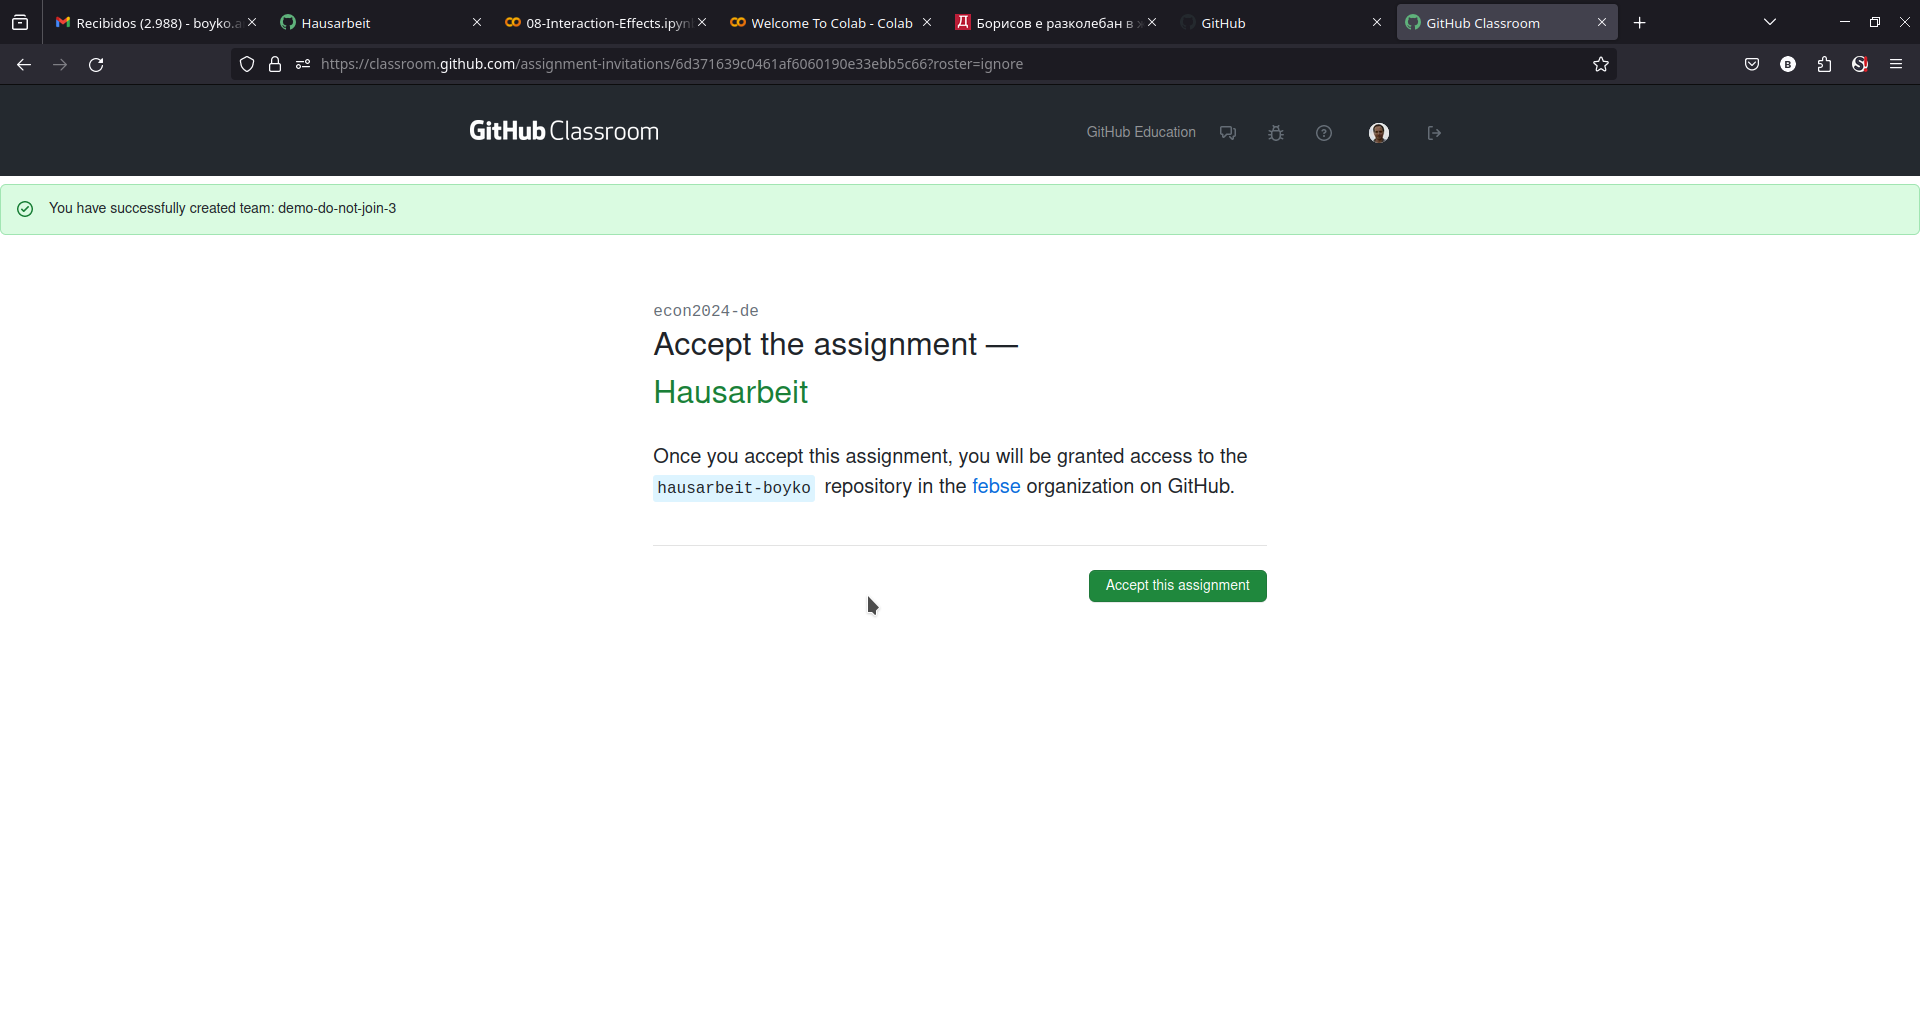 Recibidos (2.988) - boyko.a
Hausarbeit
08-Interaction-Effects.ipyn
Welcome To Colab - Colab
Борисов е разколебан в
GitHub
GitHub Classroom
https://classroom.github.com/assignment-invitations/6d371639c0461af6060190e33ebb5c66?roster=ignore
GitHub Classroom
GitHub Education
You have successfully created team: demo-do-not-join-3
econ2024-de
Accept the assignment —
Hausarbeit
Once you accept this assignment, you will be granted access to the
hausarbeit-boyko repository in the febse organization on GitHub.
Accept this assignment